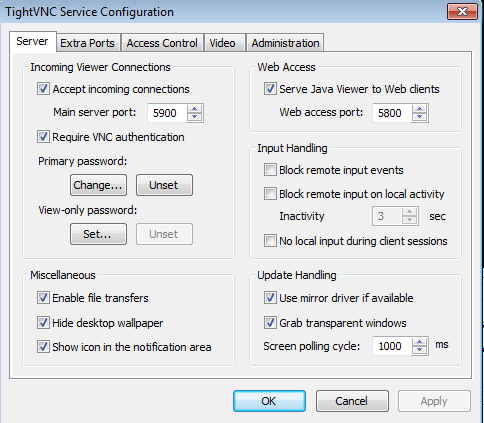 TightVNC Service Configuration
Server Extra Ports Access Control Video Administration
Incoming Viewer Connections
Accept incoming connections
Main server port: 5900
Require VNC authentication
Primary password:
Change... Unset
View-only password:
Set... Unset
Web Access
Serve Java Viewer to Web clients
Web access port: 5800
Input Handling
Block remote input events
Block remote input on local activity
Inactivity 3 sec
No local input during client sessions
Miscellaneous
Enable file transfers
Hide desktop wallpaper
Show icon in the notification area
Update Handling
Use mirror driver if available
Grab transparent windows
Screen polling cycle: 1000 ms
OK Cancel Apply